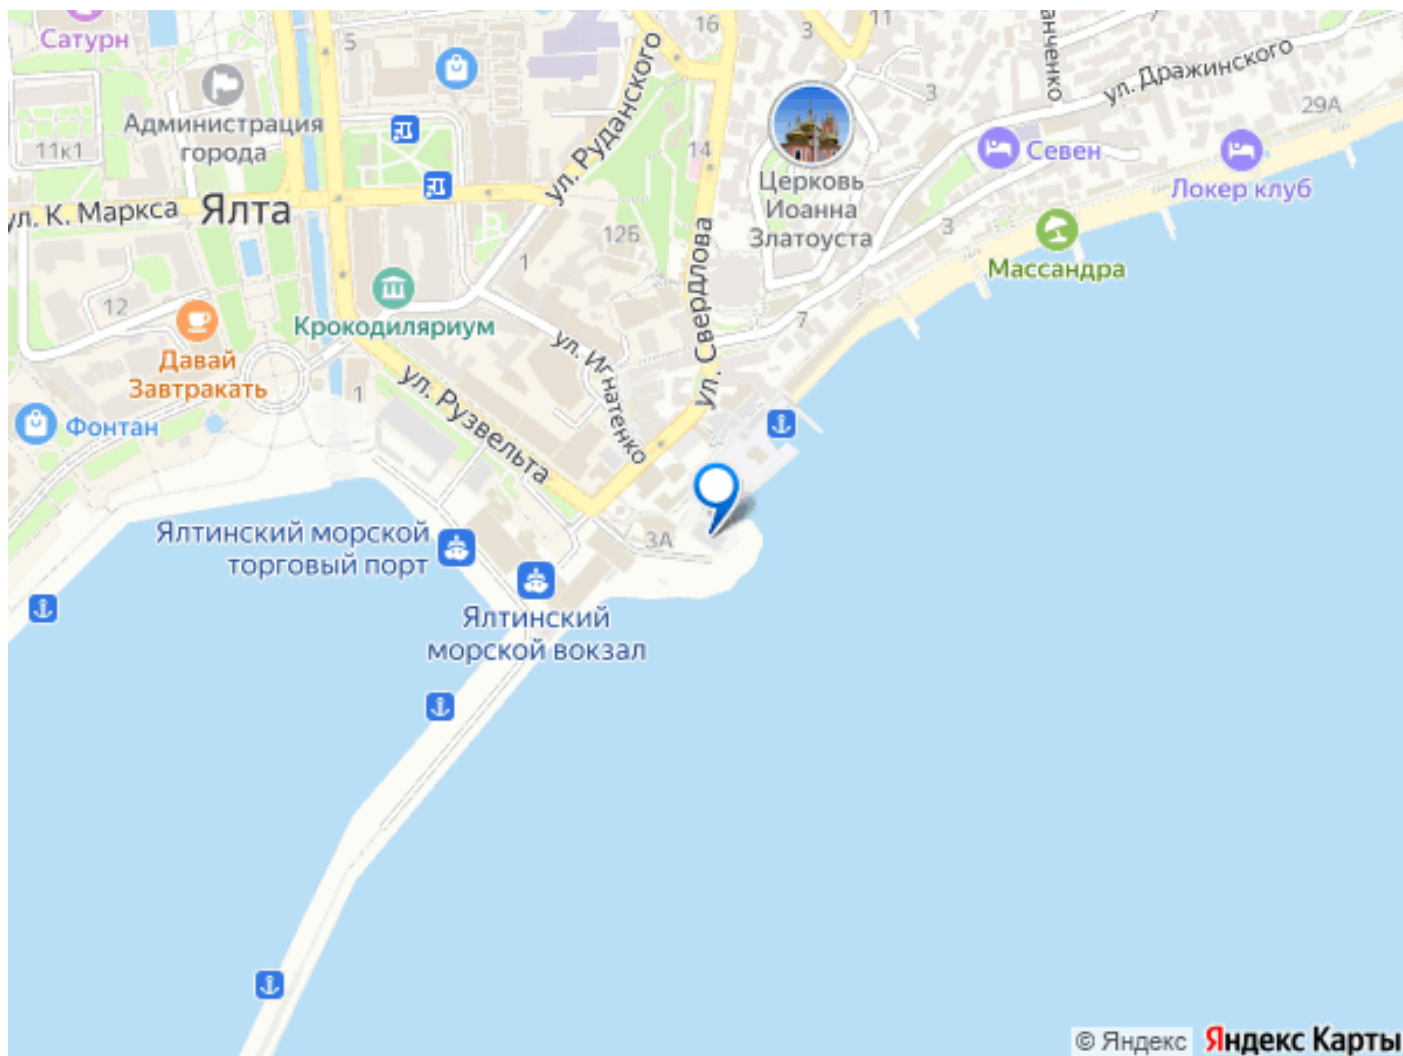 Сатурн
5
16
3
11
7
анченко
ул. Дражинского
29А
Администрация
города
11к1
ул. Руданского
3
14
Севен
Локер клуб
Церковь
Иоанна
Златоуста
ул. К. Маркса
Ялта
12Б
3
Массандра
1
12
Крокодиляриум
ул. Свердлова
7
Давай
Завтракать
ул. Игнатенко
1
ул. Рузвельта
Фонтан
3А
Ялтинский морской
торговый порт
Ялтинский
морской вокзал
© Яндекс
Яндекс Карты